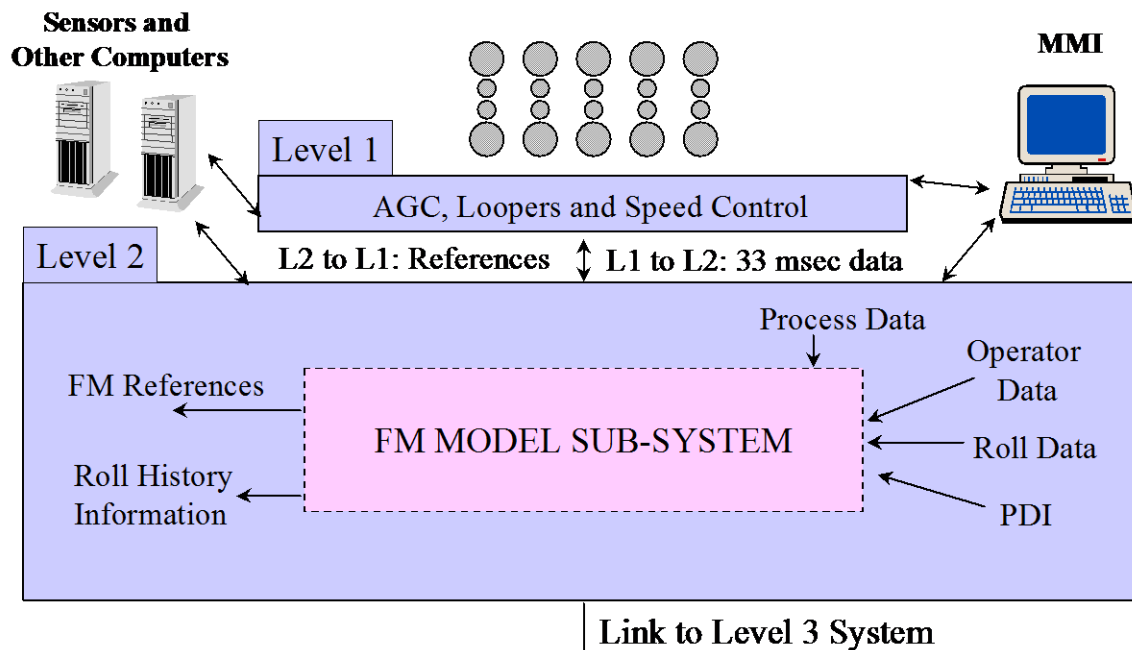 Sensors and
Other Computers
MMI
Level 1
AGC, Loopers and Speed Control
Level 2
L2 to L1: References
L1 to L2: 33 msec data
Process Data
Operator
Data
FM References
FM MODEL SUB-SYSTEM
Roll Data
Roll History
Information
PDI
Link to Level 3 System